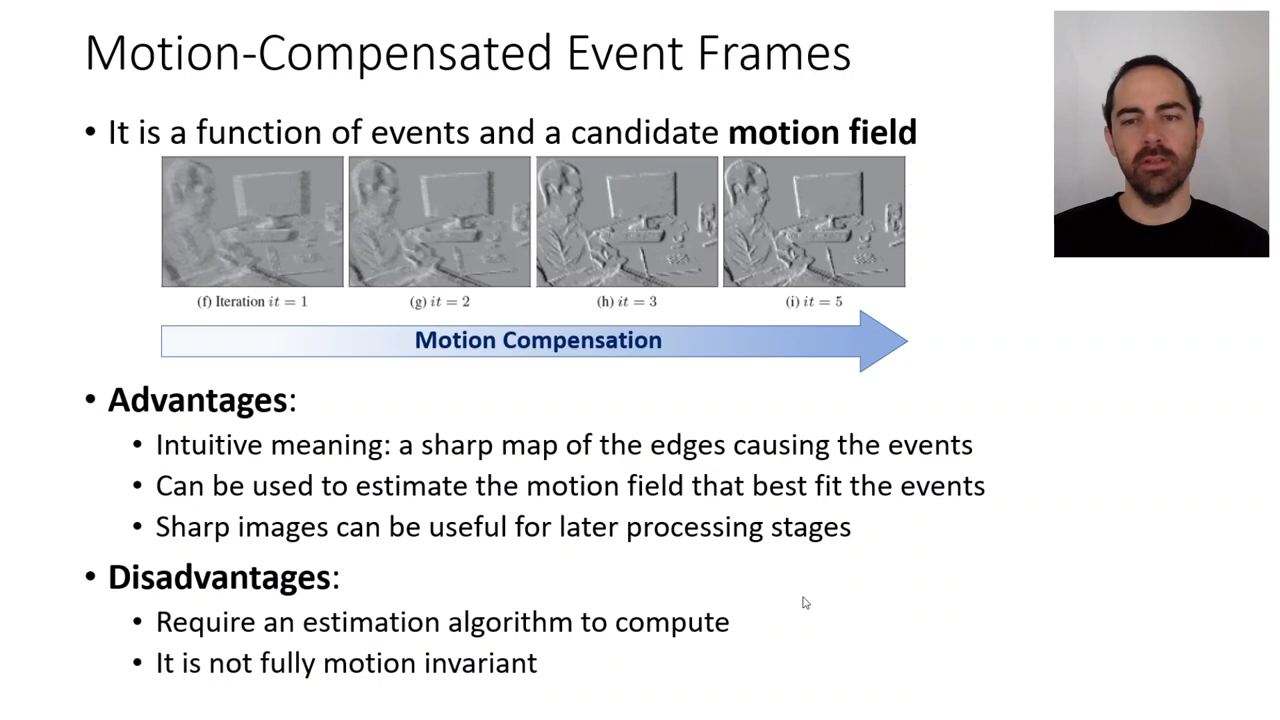 Motion-Compensated Event Frames
• It is a function of events and a candidate motion field
(f) Iteration it = 1
(g) it = 2
(h) it = 3
(i) it = 5
Motion Compensation
• Advantages:
• Intuitive meaning: a sharp map of the edges causing the events
• Can be used to estimate the motion field that best fit the events
• Sharp images can be useful for later processing stages
• Disadvantages:
• Require an estimation algorithm to compute
• It is not fully motion invariant